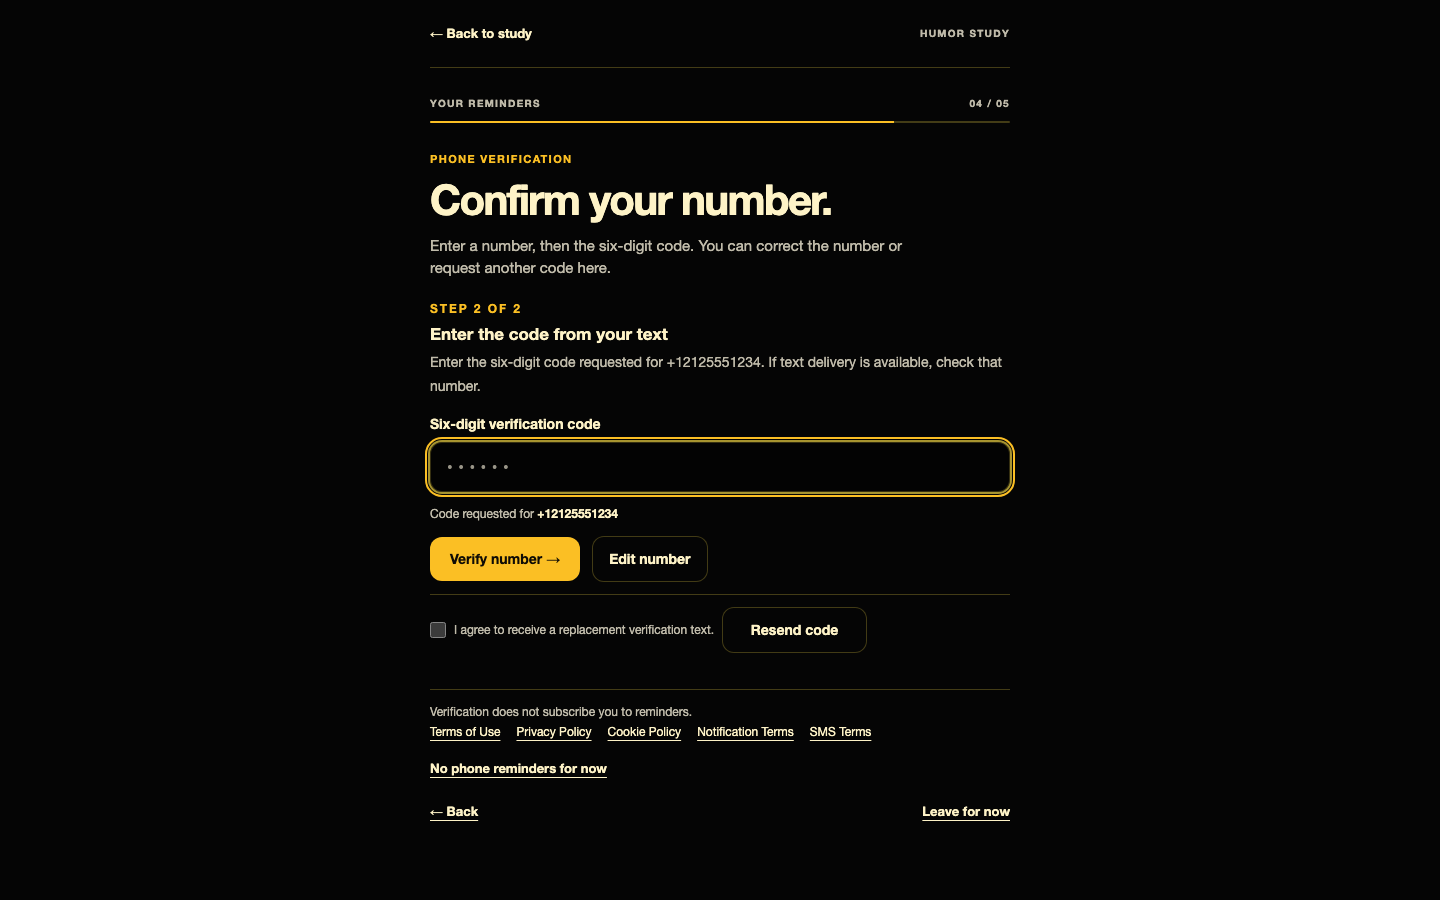 ← Back to study
HUMOR STUDY
YOUR REMINDERS
04 / 05
PHONE VERIFICATION
Confirm your number.
Enter a number, then the six-digit code. You can correct the number or
request another code here.
STEP 2 OF 2
Enter the code from your text
Enter the six-digit code requested for +12125551234. If text delivery is available, check that
number.
Six-digit verification code
••••••
Code requested for +12125551234
Verify number →
Edit number
I agree to receive a replacement verification text.
Resend code
Verification does not subscribe you to reminders.
Terms of Use Privacy Policy Cookie Policy Notification Terms SMS Terms
No phone reminders for now
← Back
Leave for now